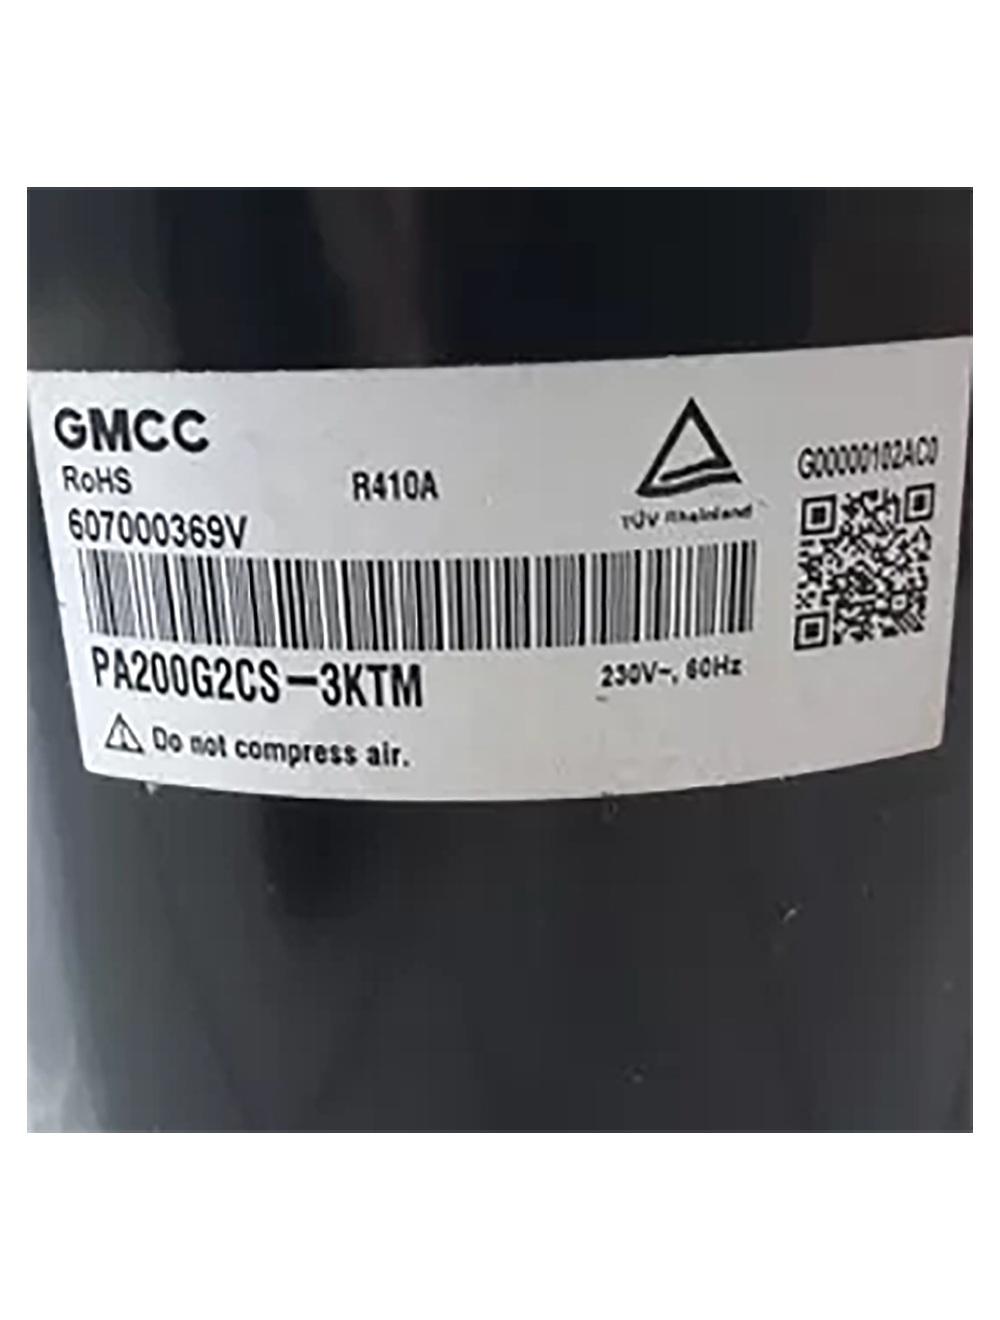 GMCC
RoHS
R410A
607000369V
TÜV Rheinland
G00000102AC0
PA200G2CS-3KTM
230V~, 60Hz
Do not compress air.